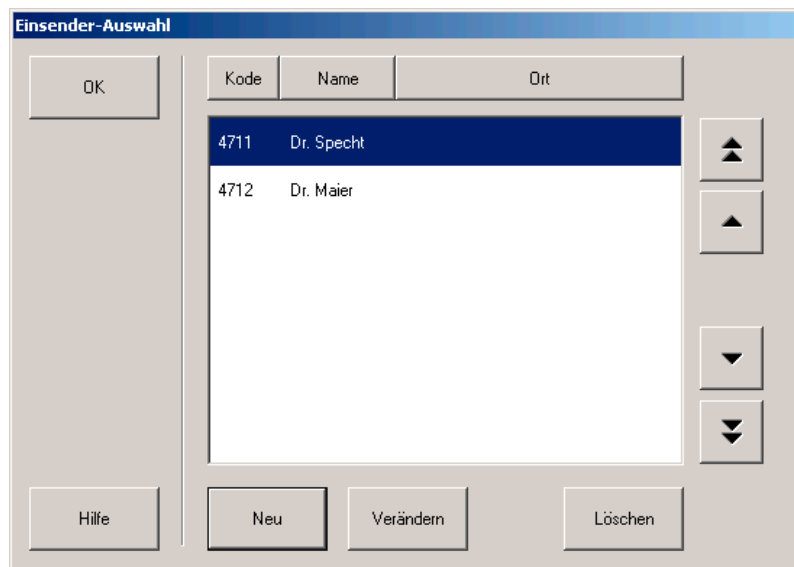 Einsender-Auswahl
OK
Kode Name Ort
4711 Dr. Specht
4712 Dr. Maier
Hilfe Neu Verändern Löschen